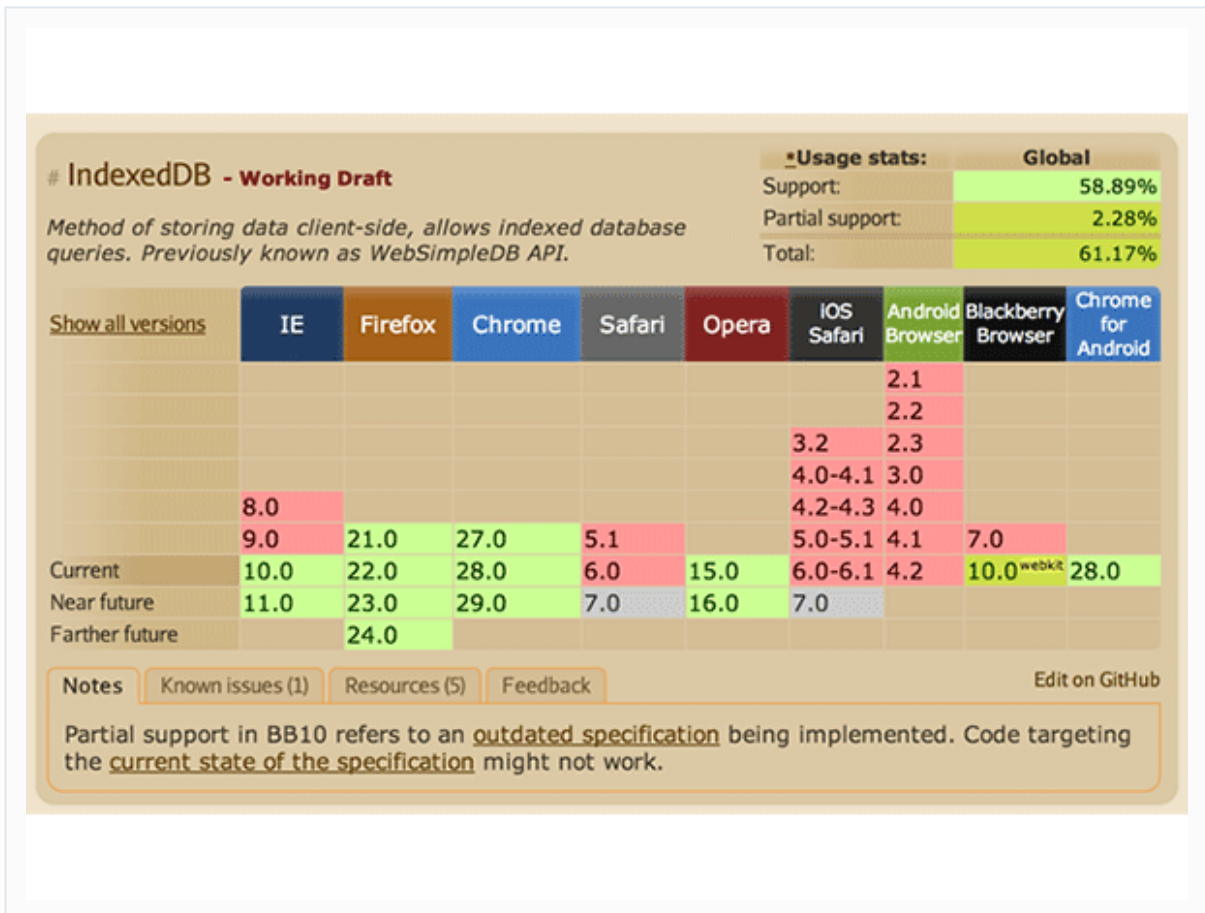 # IndexedDB - Working Draft
Method of storing data client-side, allows indexed database
queries. Previously known as WebSimpleDB API.
*Usage stats: Global
Support: 58.89%
Partial support: 2.28%
Total: 61.17%
Show all versions IE Firefox Chrome Safari Opera iOS Safari Android Browser Blackberry Browser Chrome for Android
2.1
2.2
3.2 2.3
4.0-4.1 3.0
8.0 4.2-4.3 4.0
9.0 21.0 27.0 5.1 5.0-5.1 4.1 7.0
Current 10.0 22.0 28.0 6.0 15.0 6.0-6.1 4.2 10.0 webkit 28.0
Near future 11.0 23.0 29.0 7.0 16.0 7.0
Farther future 24.0
Notes Known issues (1) Resources (5) Feedback Edit on GitHub
Partial support in BB10 refers to an outdated specification being implemented. Code targeting
the current state of the specification might not work.